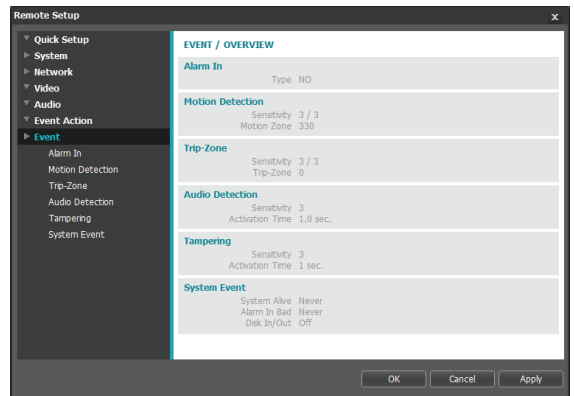 Remote Setup
x
Quick Setup
System
Network
Video
Audio
Event Action
Event
Alarm In
Motion Detection
Trip-Zone
Audio Detection
Tampering
System Event
EVENT / OVERVIEW
Alarm In
Type NO
Motion Detection
Sensitivity 3 / 3
Motion Zone 330
Trip-Zone
Sensitivity 3 / 3
Trip-Zone 0
Audio Detection
Sensitivity 3
Activation Time 1.0 sec.
Tampering
Sensitivity 3
Activation Time 1 sec.
System Event
System Alive Never
Alarm In Bad Never
Disk In/Out Off
OK Cancel Apply